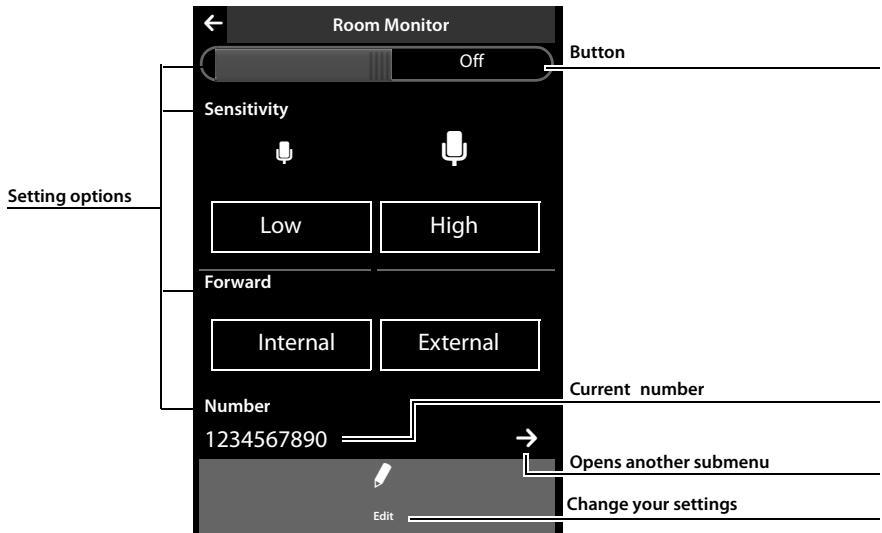 Room Monitor
Off
Button
Sensitivity
Setting options
Low High
Forward
Internal External
Current number
Number
1234567890
Opens another submenu
Change your settings
Edit